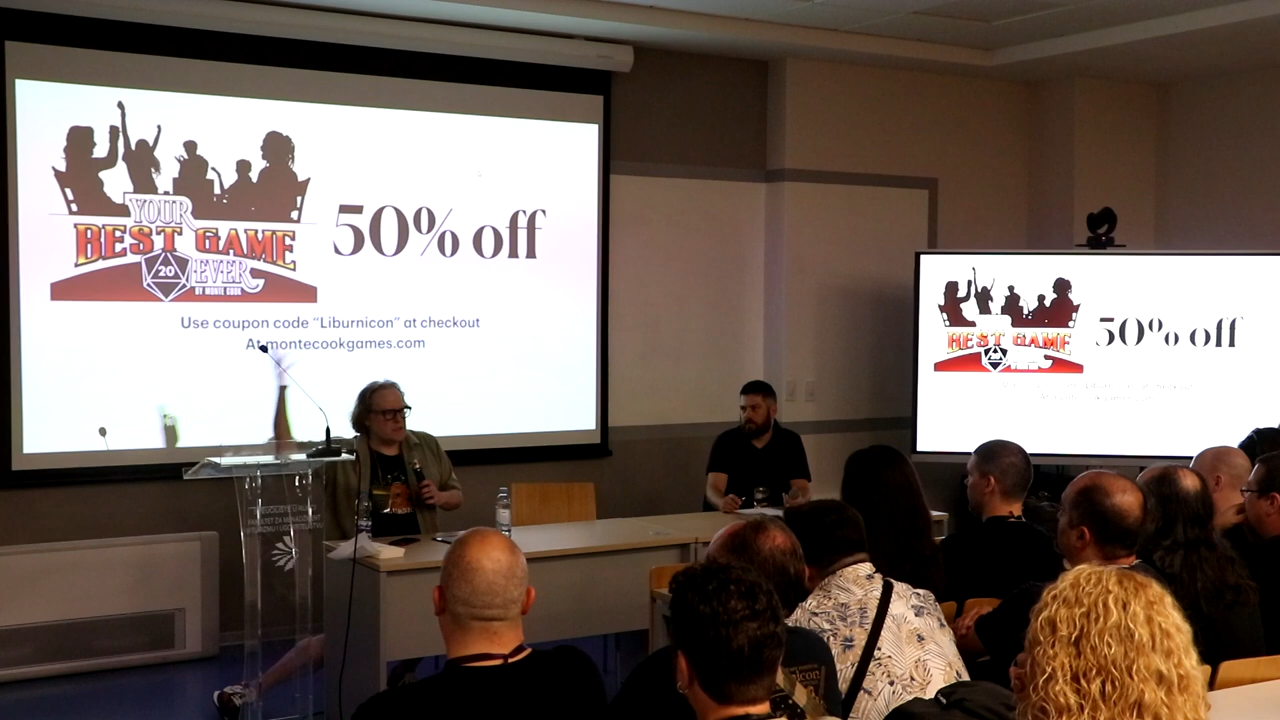 YOUR
BEST GAME
20
EVER
BY MONTE COOK
50% off
Use coupon code “Liburnicon” at checkout
At montecookgames.com
BEST GAME
50% off